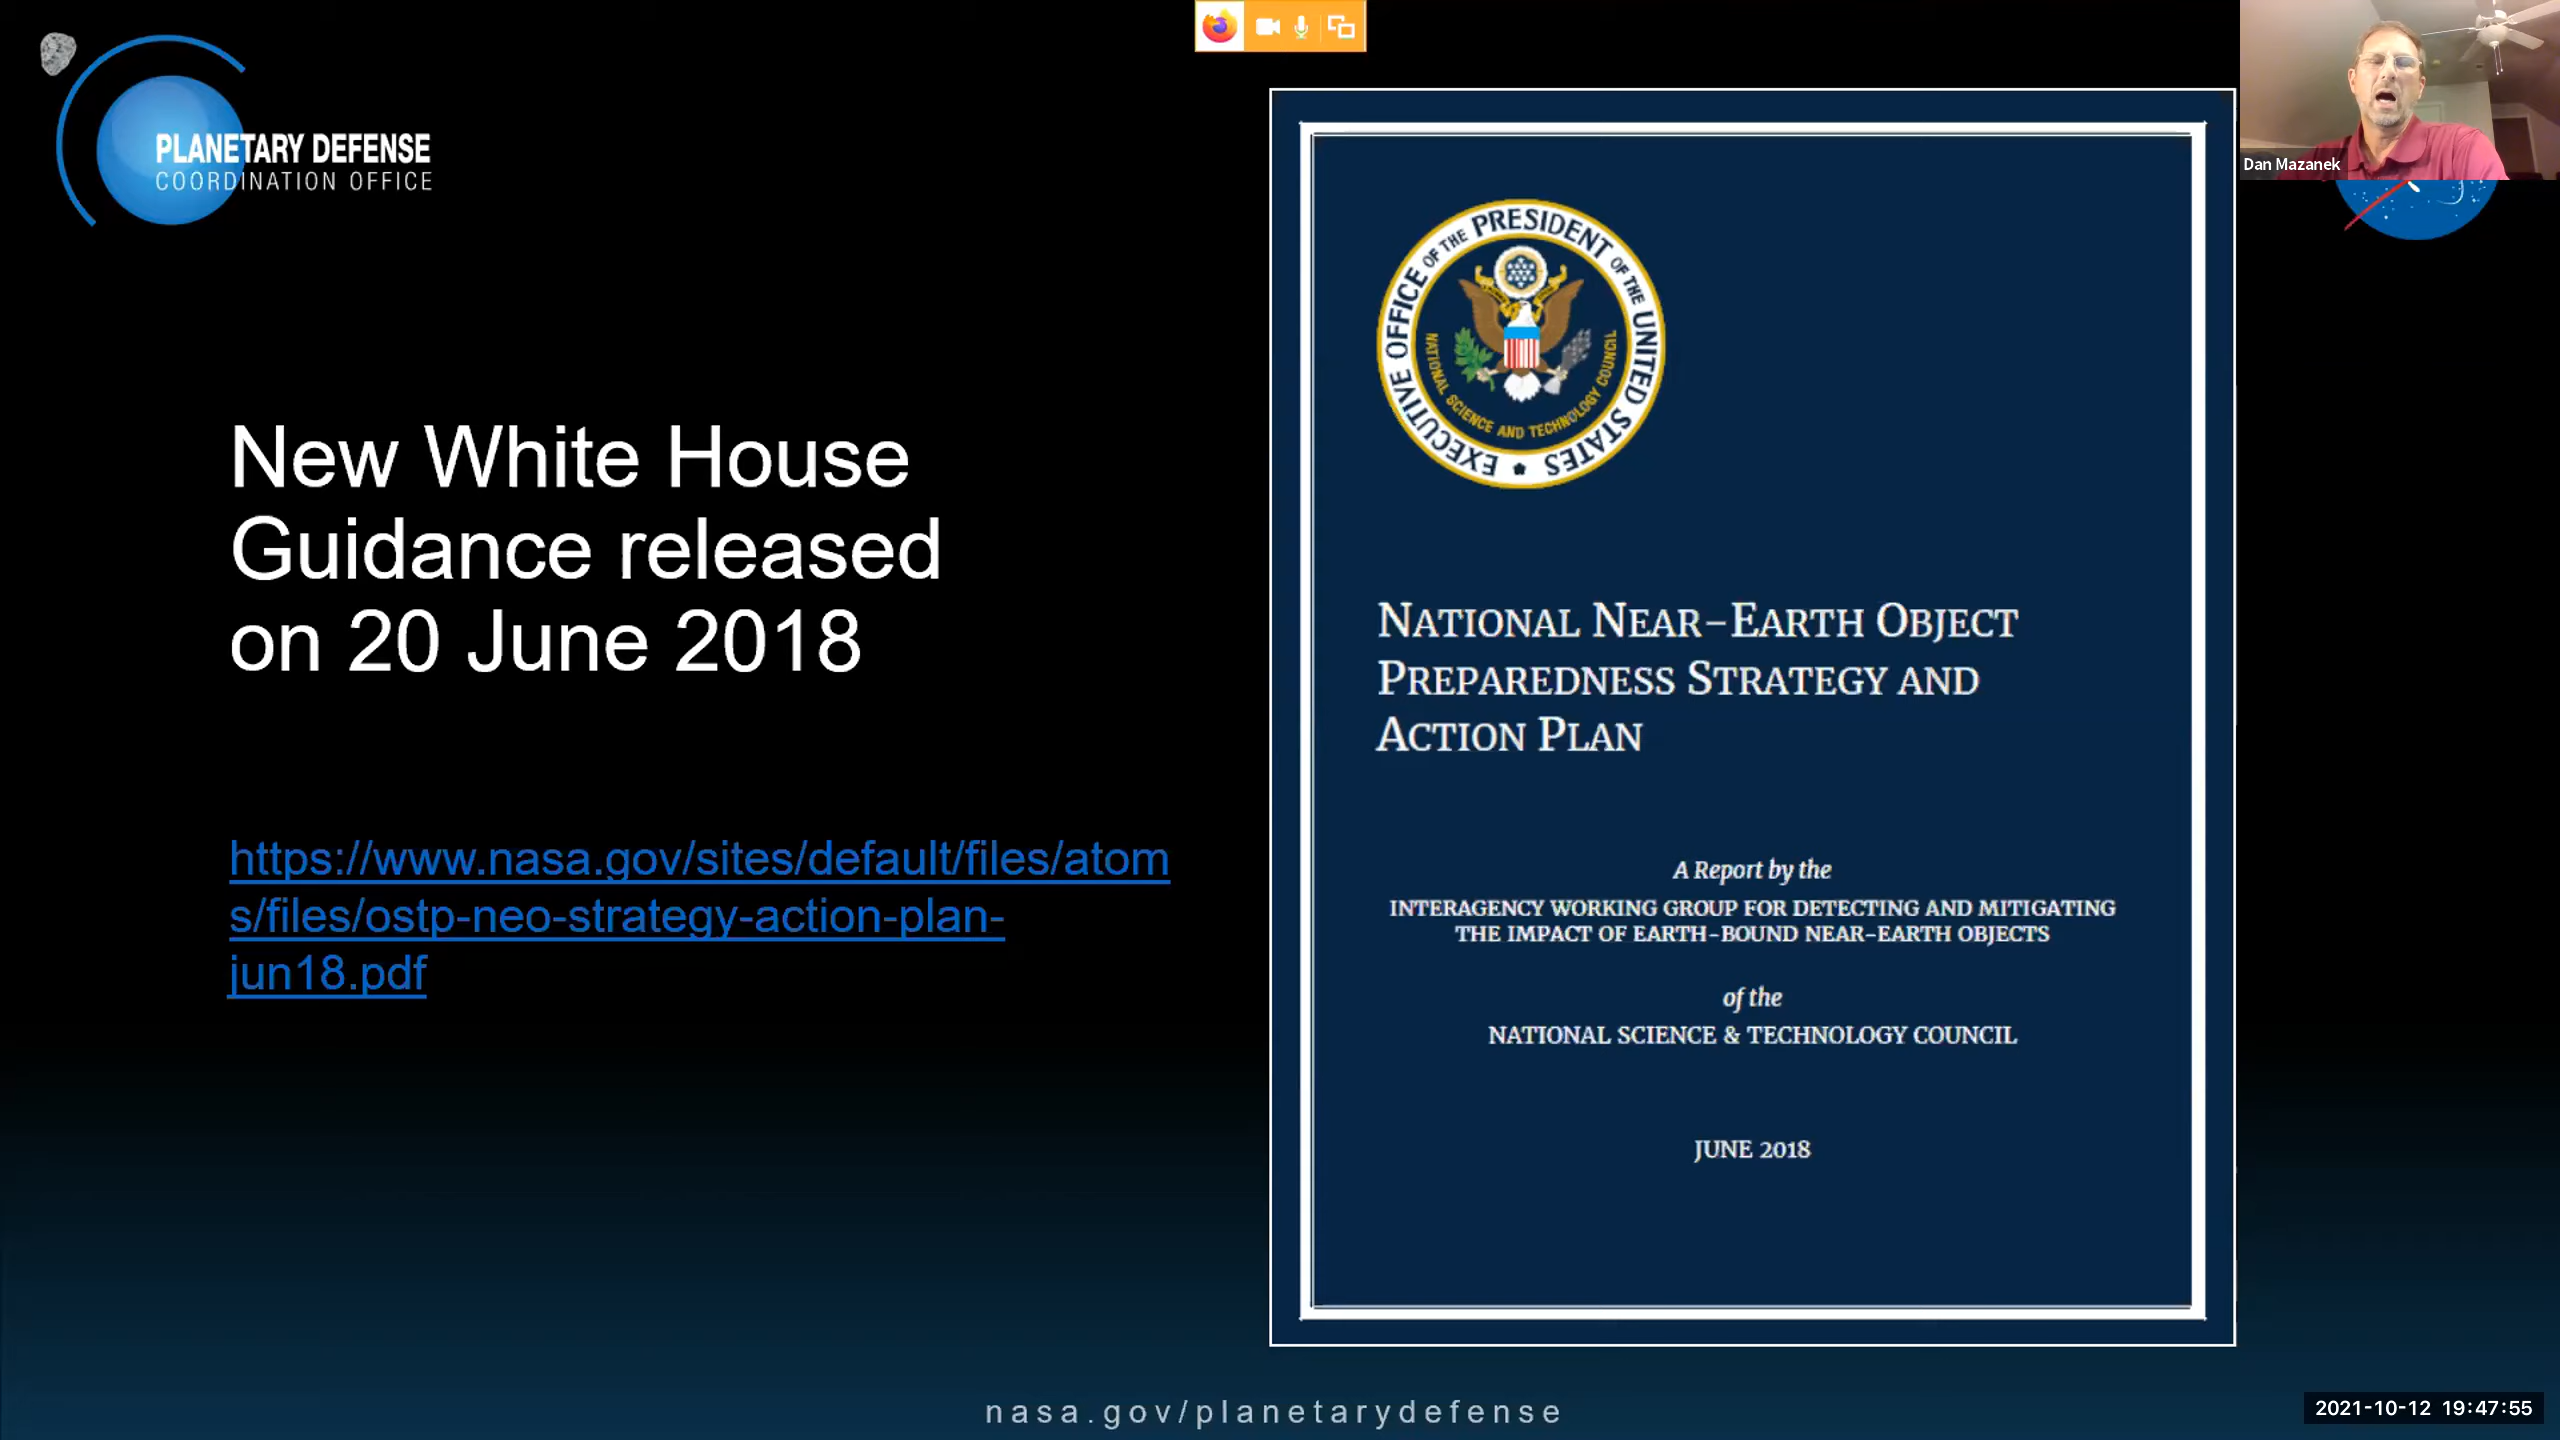 PLANETARY DEFENSE
COORDINATION OFFICE
New White House
Guidance released
on 20 June 2018
https://www.nasa.gov/sites/default/files/atom
s/files/ostp-neo-strategy-action-plan-
jun18.pdf
EXECUTIVE OFFICE OF THE PRESIDENT OF THE UNITED STATES
NATIONAL SCIENCE AND TECHNOLOGY COUNCIL
NATIONAL NEAR–EARTH OBJECT
PREPAREDNESS STRATEGY AND
ACTION PLAN
A Report by the
INTERAGENCY WORKING GROUP FOR DETECTING AND MITIGATING
THE IMPACT OF EARTH–BOUND NEAR–EARTH OBJECTS
of the
NATIONAL SCIENCE & TECHNOLOGY COUNCIL
JUNE 2018
Dan Mazanek
nasa.gov/planetarydefense
2021-10-12 19:47:55